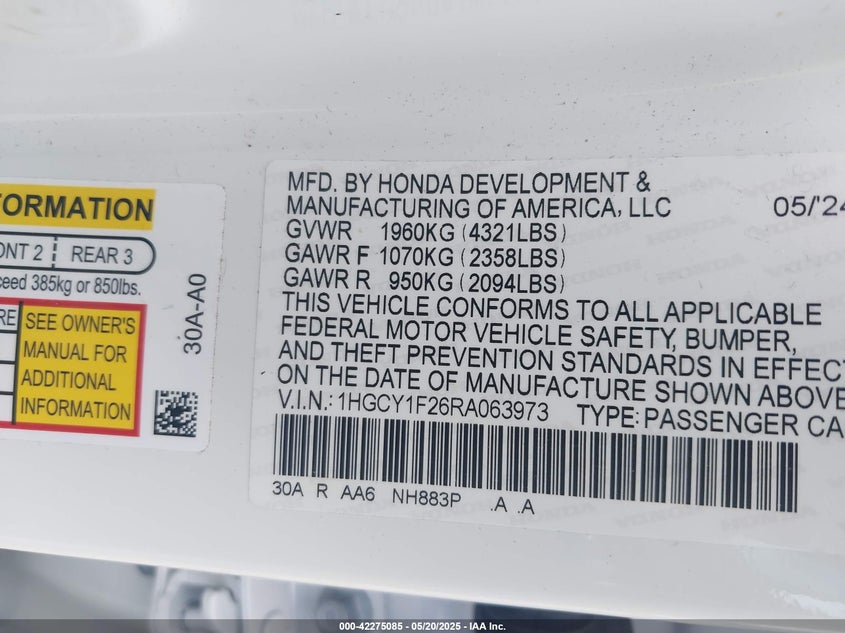 FORMATION
ONT 2 | REAR 3
ceed 385kg or 850lbs.
RE
SEE OWNER'S
MANUAL FOR
ADDITIONAL
INFORMATION
30A-A0
MFD. BY HONDA DEVELOPMENT &
MANUFACTURING OF AMERICA, LLC 05/'24
GVWR 1960KG (4321LBS)
GAWR F 1070KG (2358LBS)
GAWR R 950KG (2094LBS)
THIS VEHICLE CONFORMS TO ALL APPLICABLE
FEDERAL MOTOR VEHICLE SAFETY, BUMPER,
AND THEFT PREVENTION STANDARDS IN EFFECT
ON THE DATE OF MANUFACTURE SHOWN ABOVE
V.I.N.: 1HGCY1F26RA063973 TYPE: PASSENGER CA
30A R AA6 NH883P .A .A
000-42275085 - 05/20/2025 - IAA Inc.